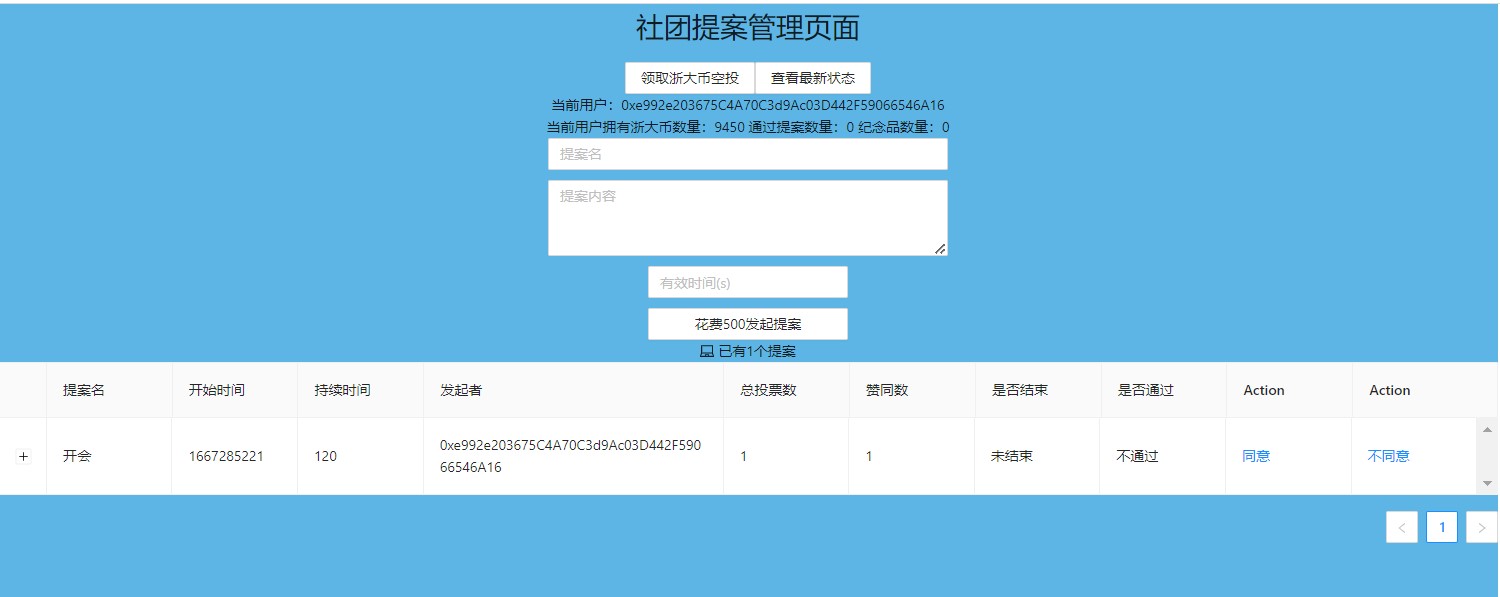 社团提案管理页面
领取浙大币空投 查看最新状态
当前用户：0xe992e203675C4A70C3d9Ac03D442F59066546A16
当前用户拥有浙大币数量：9450 通过提案数量：0 纪念品数量：0
提案名
提案内容
有效时间(s)
花费500发起提案
已有1个提案
提案名 开始时间 持续时间 发起者 总投票数 赞同数 是否结束 是否通过 Action Action
+ 开会 1667285221 120 0xe992e203675C4A70C3d9Ac03D442F590 1 1 未结束 不通过 同意 不同意
66546A16
< 1 >